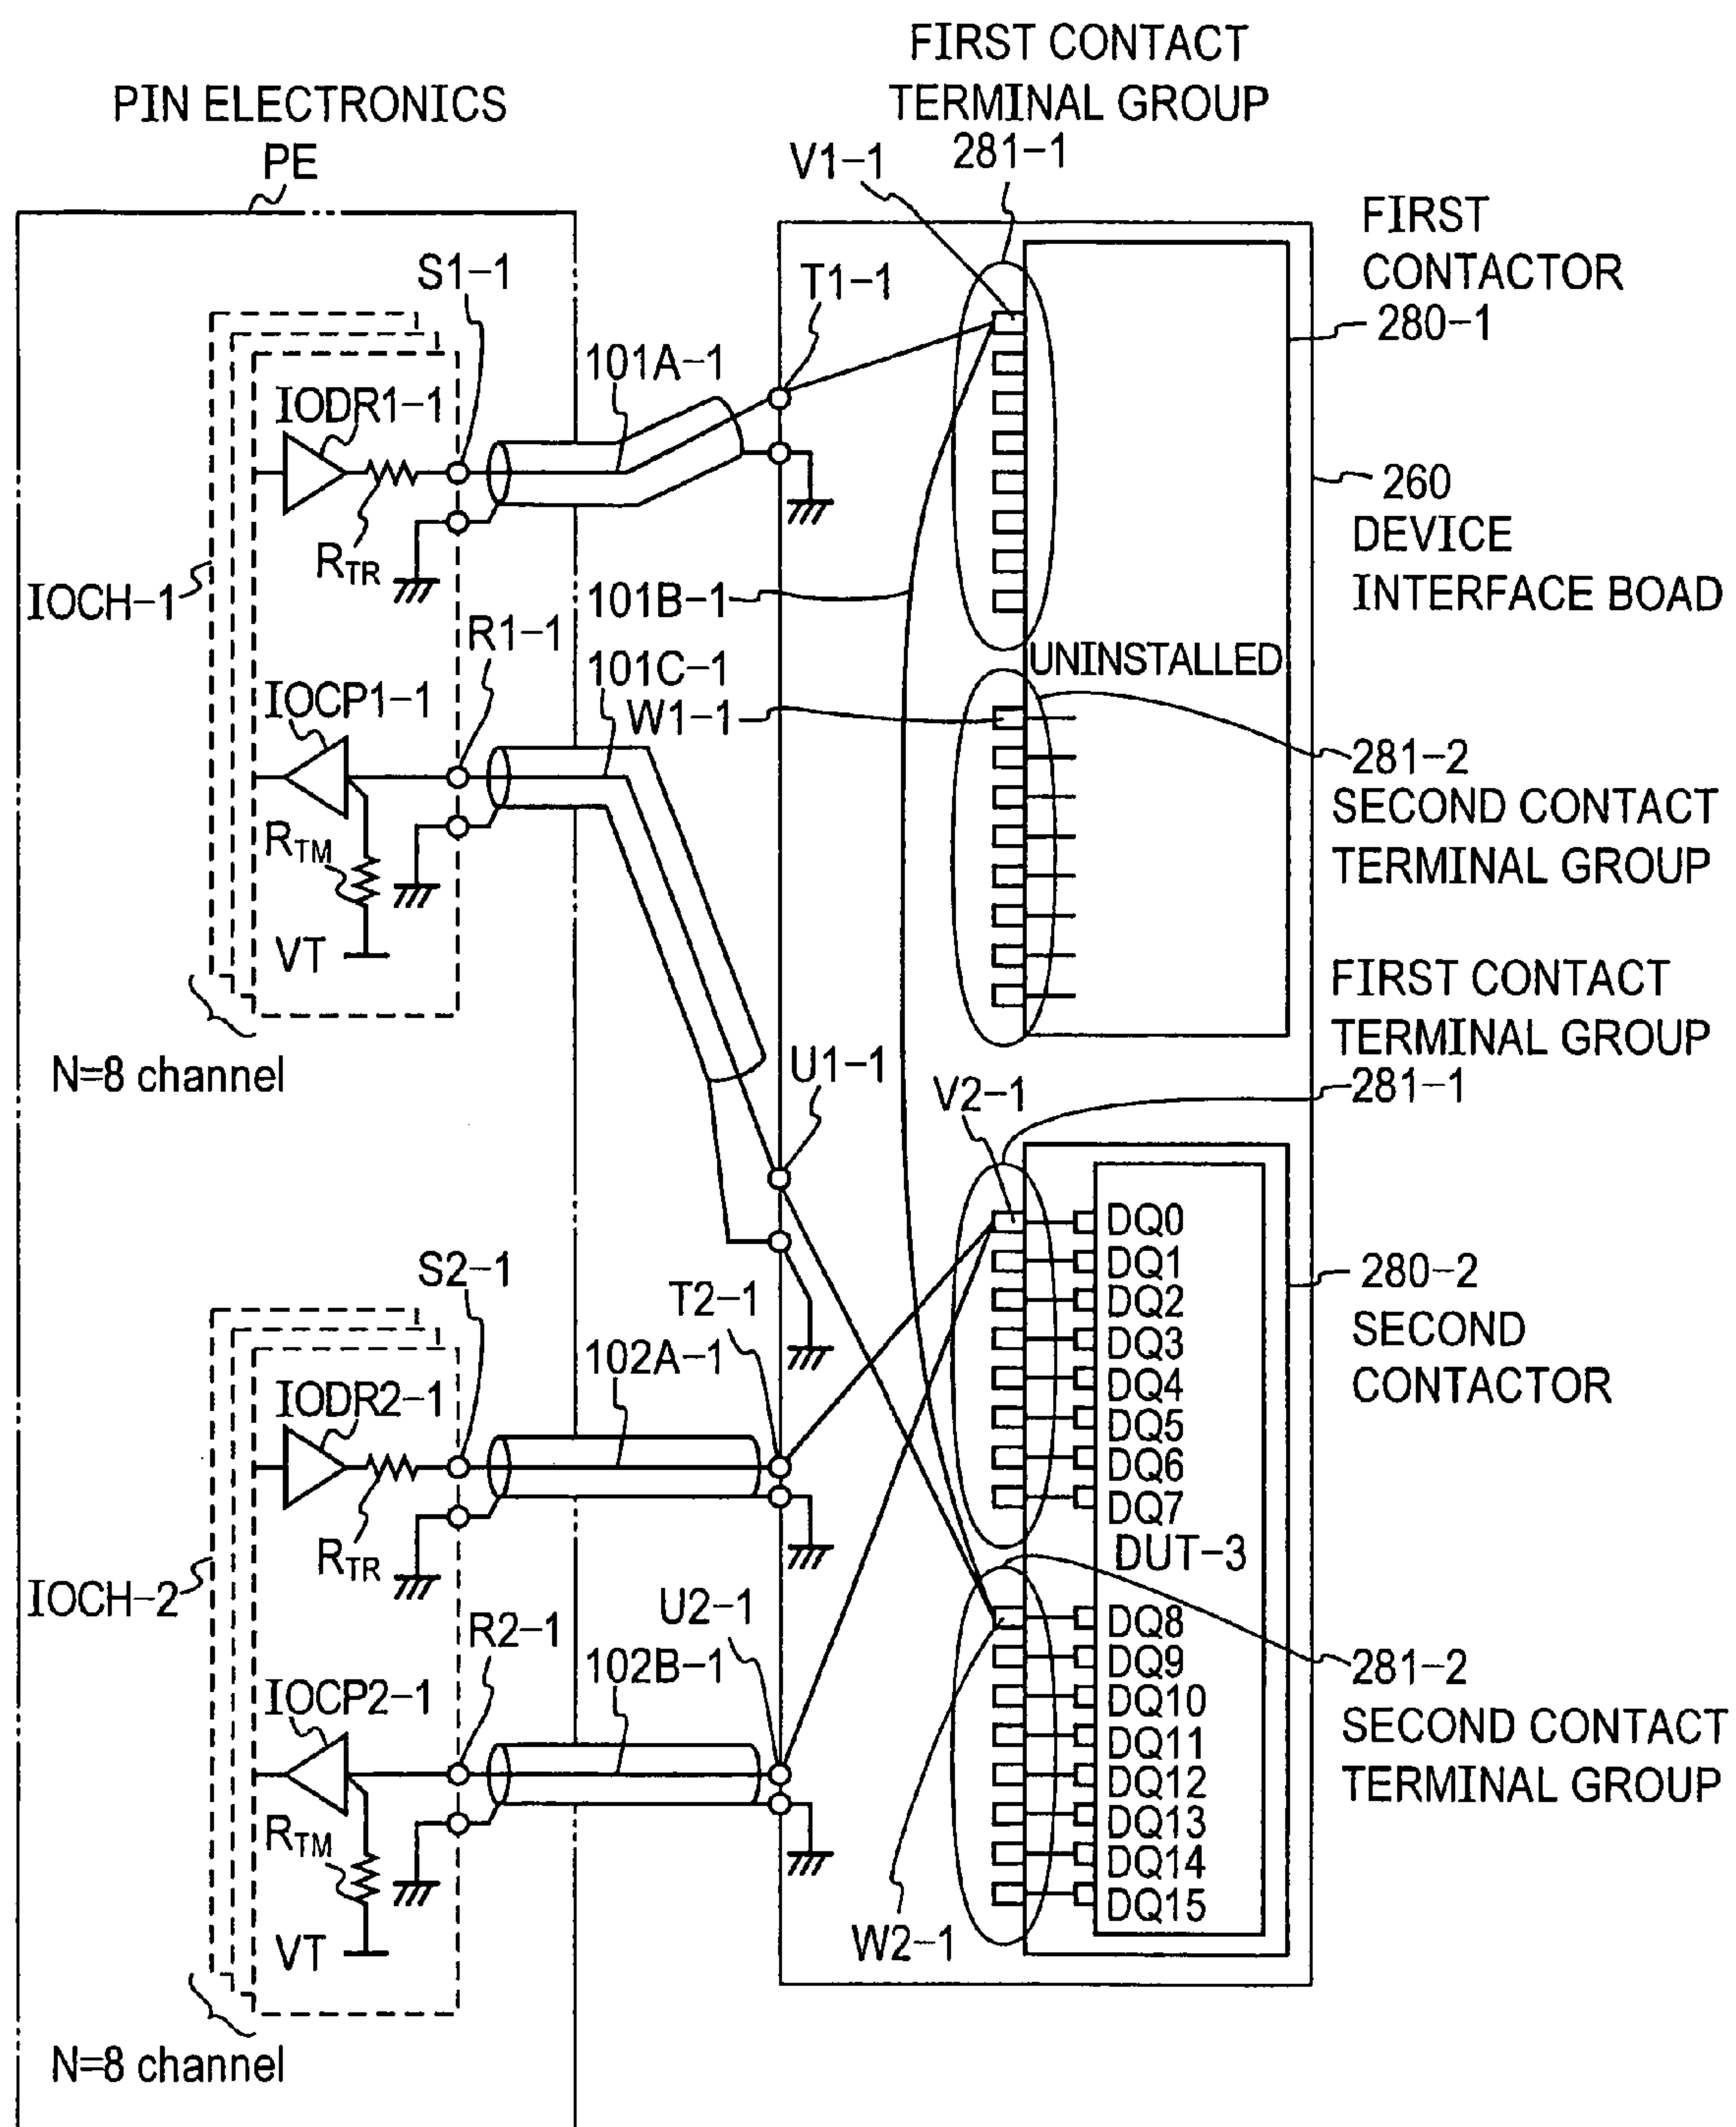 FIRST CONTACT
TERMINAL GROUP
281-1
PIN ELECTRONICS
PE
V1-1
FIRST
CONTACTOR
280-1
S1-1
T1-1
101A-1
IODR1-1
RTR
260
DEVICE
INTERFACE BOAD
IOCH-1
101B-1
R1-1
101C-1
W1-1
UNINSTALLED
IOCP1-1
281-2
SECOND CONTACT
TERMINAL GROUP
RTM
VT
N=8 channel
FIRST CONTACT
TERMINAL GROUP
281-1
U1-1
V2-1
S2-1
T2-1
102A-1
DQ0
DQ1
DQ2
DQ3
DQ4
DQ5
DQ6
DQ7
280-2
SECOND
CONTACTOR
IODR2-1
RTR
DUT-3
IOCH-2
R2-1
U2-1
102B-1
DQ8
DQ9
DQ10
DQ11
DQ12
DQ13
DQ14
DQ15
281-2
SECOND CONTACT
TERMINAL GROUP
IOCP2-1
RTM
VT
W2-1
N=8 channel